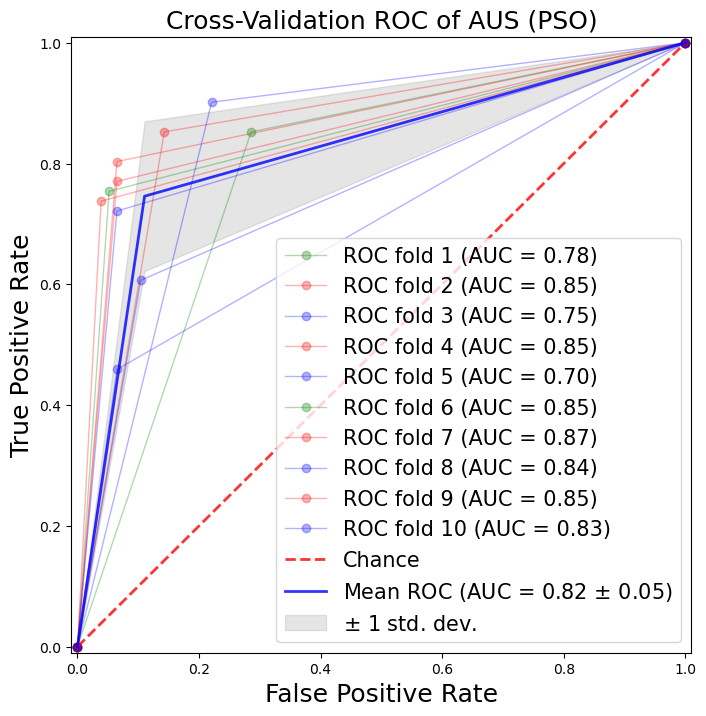 Cross-Validation ROC of AUS (PSO)
1.0
0.8
0.6
0.4
0.2
0.0
True Positive Rate
ROC fold 1 (AUC = 0.78)
ROC fold 2 (AUC = 0.85)
ROC fold 3 (AUC = 0.75)
ROC fold 4 (AUC = 0.85)
ROC fold 5 (AUC = 0.70)
ROC fold 6 (AUC = 0.85)
ROC fold 7 (AUC = 0.87)
ROC fold 8 (AUC = 0.84)
ROC fold 9 (AUC = 0.85)
ROC fold 10 (AUC = 0.83)
Chance
Mean ROC (AUC = 0.82 ± 0.05)
± 1 std. dev.
0.0 0.2 0.4 0.6 0.8 1.0
False Positive Rate